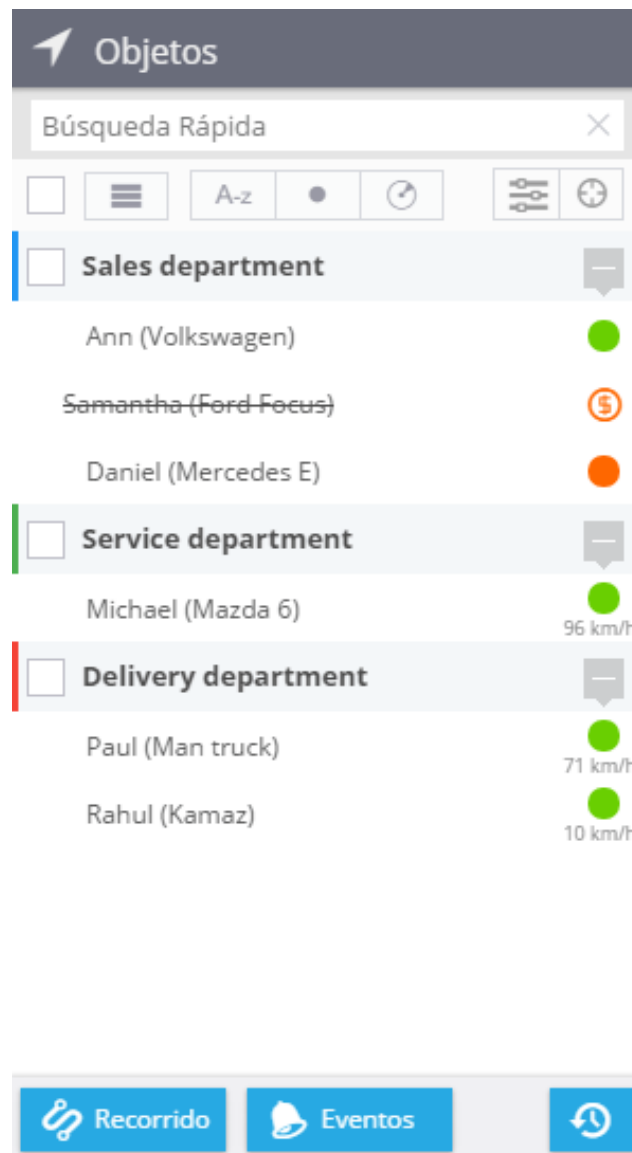 Objetos
Búsqueda Rápida
A-z
Sales department
Ann (Volkswagen)
Samantha (Ford Focus)
Daniel (Mercedes E)
Service department
Michael (Mazda 6)
96 km/h
Delivery department
Paul (Man truck)
71 km/h
Rahul (Kamaz)
10 km/h
Recorrido Eventos